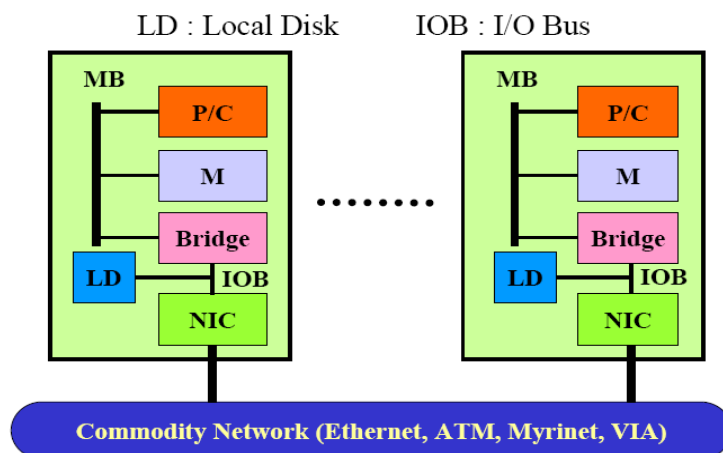 LD : Local Disk IOB : I/O Bus
MB
P/C
M
Bridge
LD
IOB
NIC
MB
P/C
M
Bridge
LD
IOB
NIC
Commodity Network (Ethernet, ATM, Myrinet, VIA)